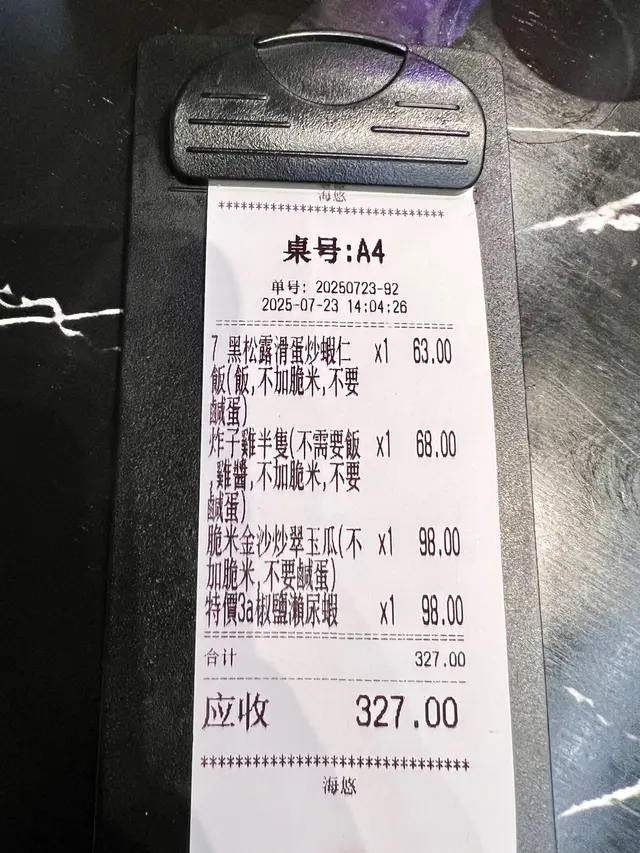 海悠
************************************
桌号:A4
单号: 20250723-92
2025-07-23 14:04:26
7 黑松露滑蛋炒蝦仁 x1 63.00
飯(飯,不加脆米,不要
鹹蛋)
炸子雞半隻(不需要飯 x1 68.00
,雞醬,不加脆米,不要
鹹蛋)
脆米金沙炒翠玉瓜(不 x1 98.00
加脆米,不要鹹蛋)
特價3a椒鹽瀨尿蝦 x1 98.00
合计 327.00
应收 327.00
************************************
海悠